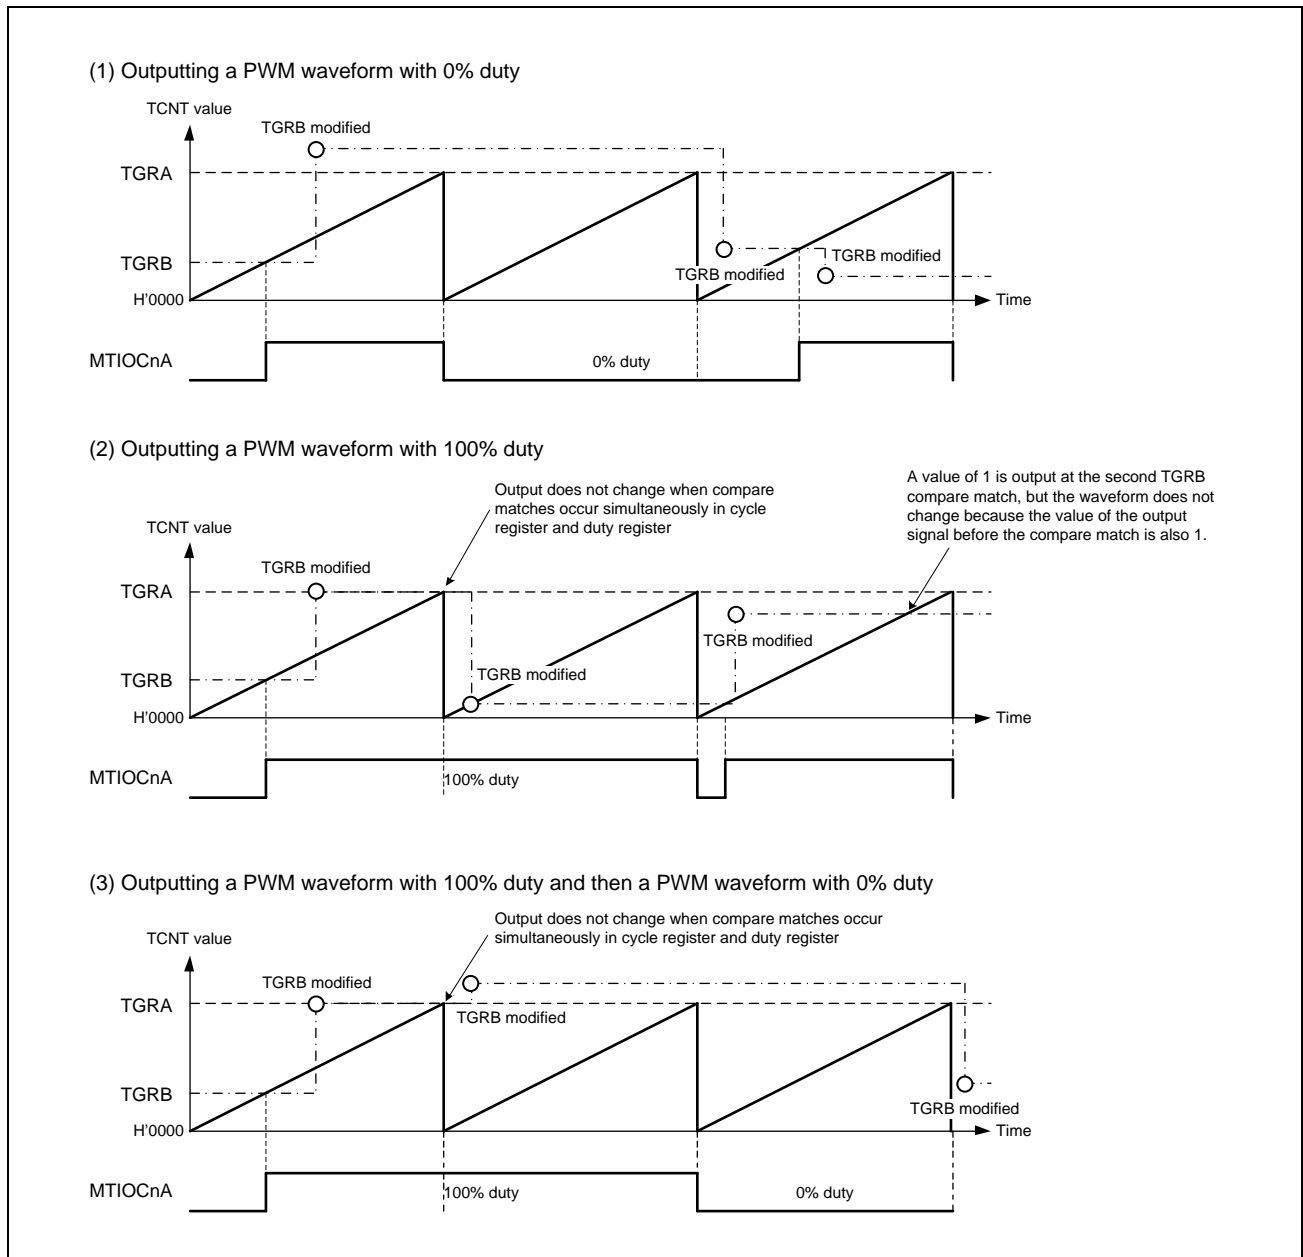 (1) Outputting a PWM waveform with 0% duty
TCNT value
TGRB modified
TGRA
TGRB
TGRB modified
TGRB modified
H'0000
Time
MTIOCnA
0% duty
(2) Outputting a PWM waveform with 100% duty
Output does not change when compare
matches occur simultaneously in cycle
register and duty register
A value of 1 is output at the second TGRB
compare match, but the waveform does not
change because the value of the output
signal before the compare match is also 1.
TCNT value
TGRB modified
TGRA
TGRB modified
TGRB modified
TGRB
H'0000
Time
MTIOCnA
100% duty
(3) Outputting a PWM waveform with 100% duty and then a PWM waveform with 0% duty
Output does not change when compare matches occur
simultaneously in cycle register and duty register
TCNT value
TGRB modified
TGRA
TGRB modified
TGRB
TGRB modified
H'0000
Time
MTIOCnA
100% duty
0% duty